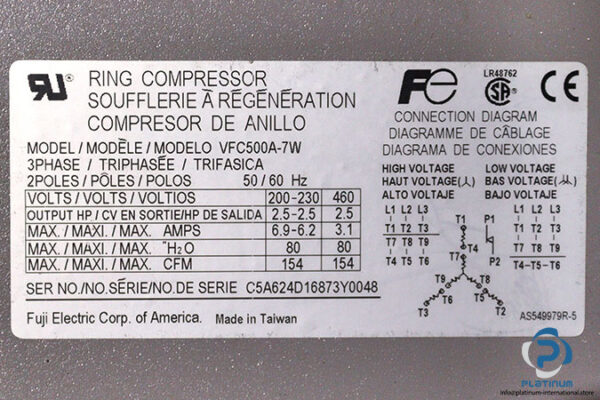 RING COMPRESSOR
SOUFFLERIE À RÉGÉNÉRATION
COMPRESOR DE ANILLO
MODEL / MODÈLE / MODELO VFC500A-7W
3PHASE / TRIPHASÉE / TRIFASICA
2POLES / PÔLES / POLOS 50 / 60 Hz
VOLTS / VOLTS / VOLTIOS 200-230 460
OUTPUT HP / CV EN SORTIE/HP DE SALIDA 2.5-2.5 2.5
MAX. / MAXI. / MAX. AMPS 6.9-6.2 3.1
MAX. / MAXI. / MAX. "H2O 80 80
MAX. / MAXI. / MAX. CFM 154 154
SER NO./NO.SÉRIE/NO.DE SERIE C5A624D16873Y0048
Fuji Electric Corp. of America. Made in Taiwan
Fe
LR48762
SA
CE
CONNECTION DIAGRAM
DIAGRAMME DE CÂBLAGE
DIAGRAMA DE CONEXIONES
HIGH VOLTAGE
HAUT VOLTAGE
ALTO VOLTAJE
L1 L2 L3
T1 T2 T3
T7 T8 T9
T4 T5 T6
T1 P1
T4
T7 P2
T9 T8
T6 T5
T3 T2
LOW VOLTAGE
BAS VOLTAGE
BAJO VOLTAJE
L1 L2 L3
T1 T2 T3
T7 T8 T9
T4-T5-T6
AS549979R-5
PLATINUM
info@platinum-international.store